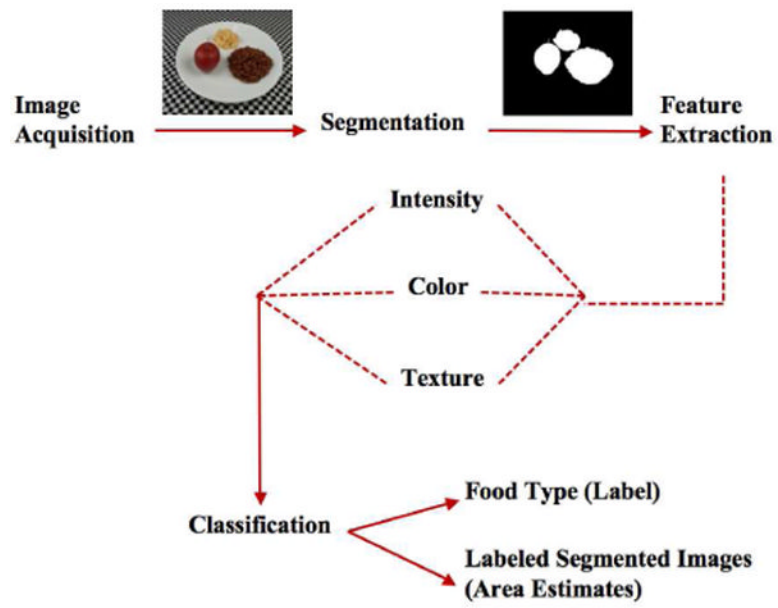 Image
Acquisition
Segmentation
Feature
Extraction
Intensity
Color
Texture
Classification
Food Type (Label)
Labeled Segmented Images
(Area Estimates)